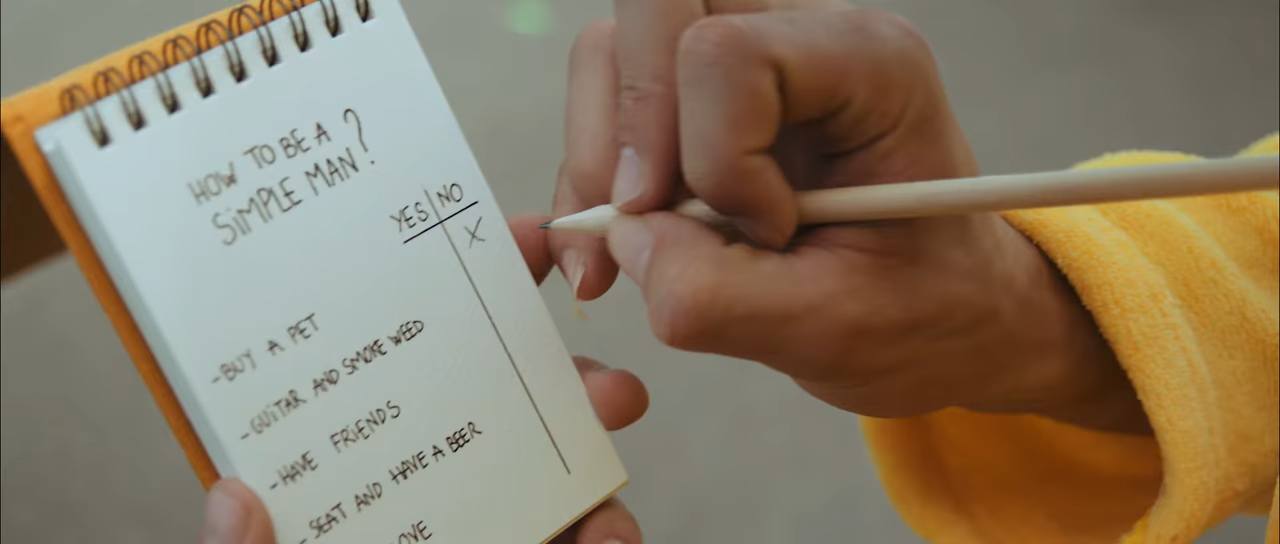 HOW TO BE A
SIMPLE MAN?
YES NO
X
-BUY A PET
-GUITAR AND SMOKE WEED
-HAVE FRIENDS
-SEAT AND HAVE A BEER